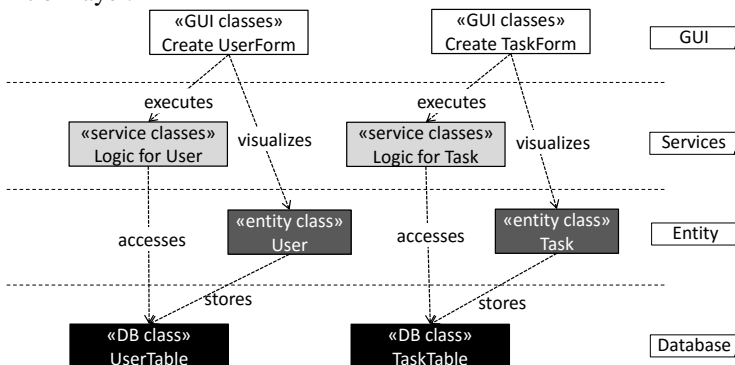 «GUI classes»
Create UserForm
«GUI classes»
Create TaskForm
GUI
executes
executes
«service classes»
Logic for User
visualizes
«service classes»
Logic for Task
visualizes
Services
«entity class»
User
«entity class»
Task
accesses
accesses
Entity
stores
stores
«DB class»
UserTable
«DB class»
TaskTable
Database